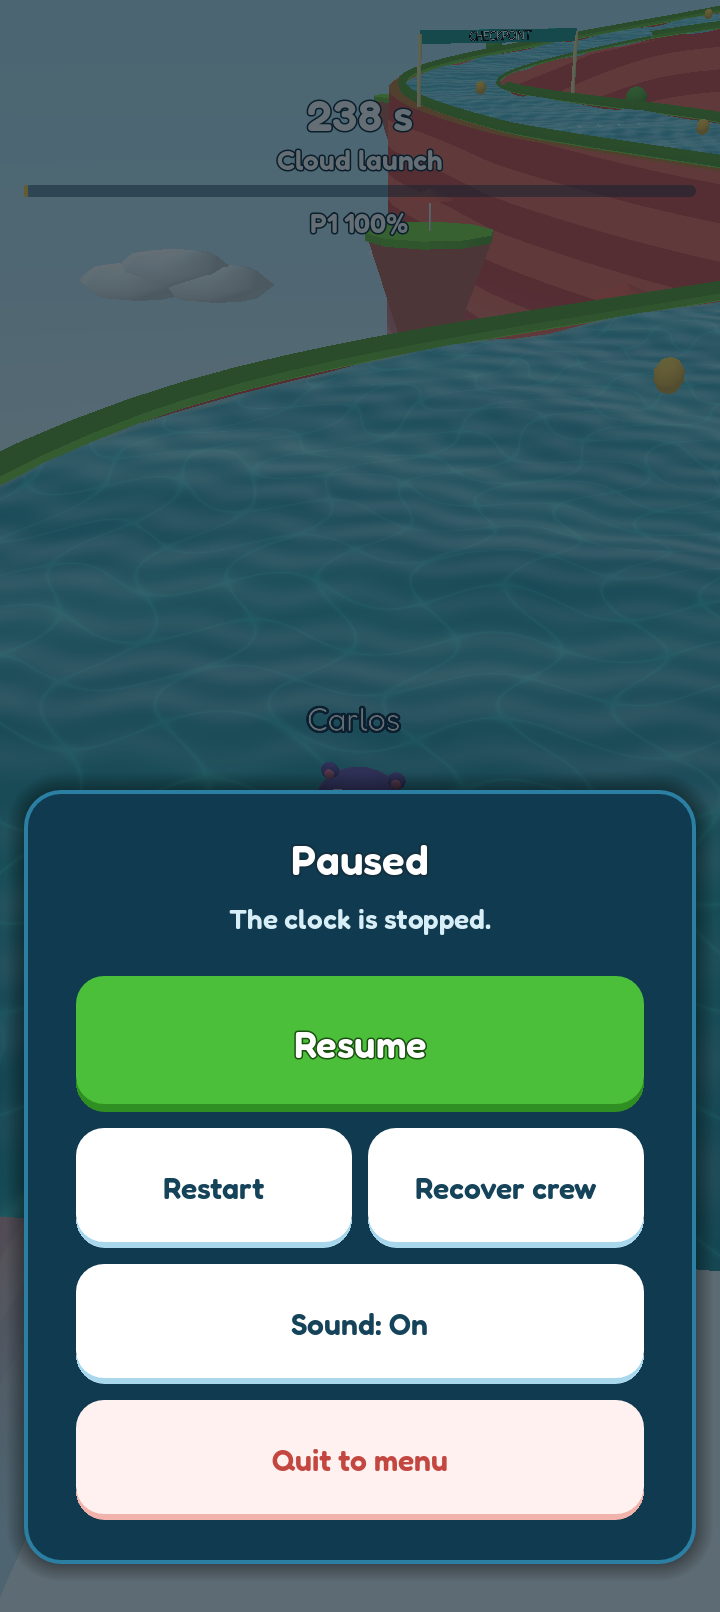 CHECKPOINT
238 s
Cloud launch
P1 100%
Carlos
Paused
The clock is stopped.
Resume
Restart
Recover crew
Sound: On
Quit to menu